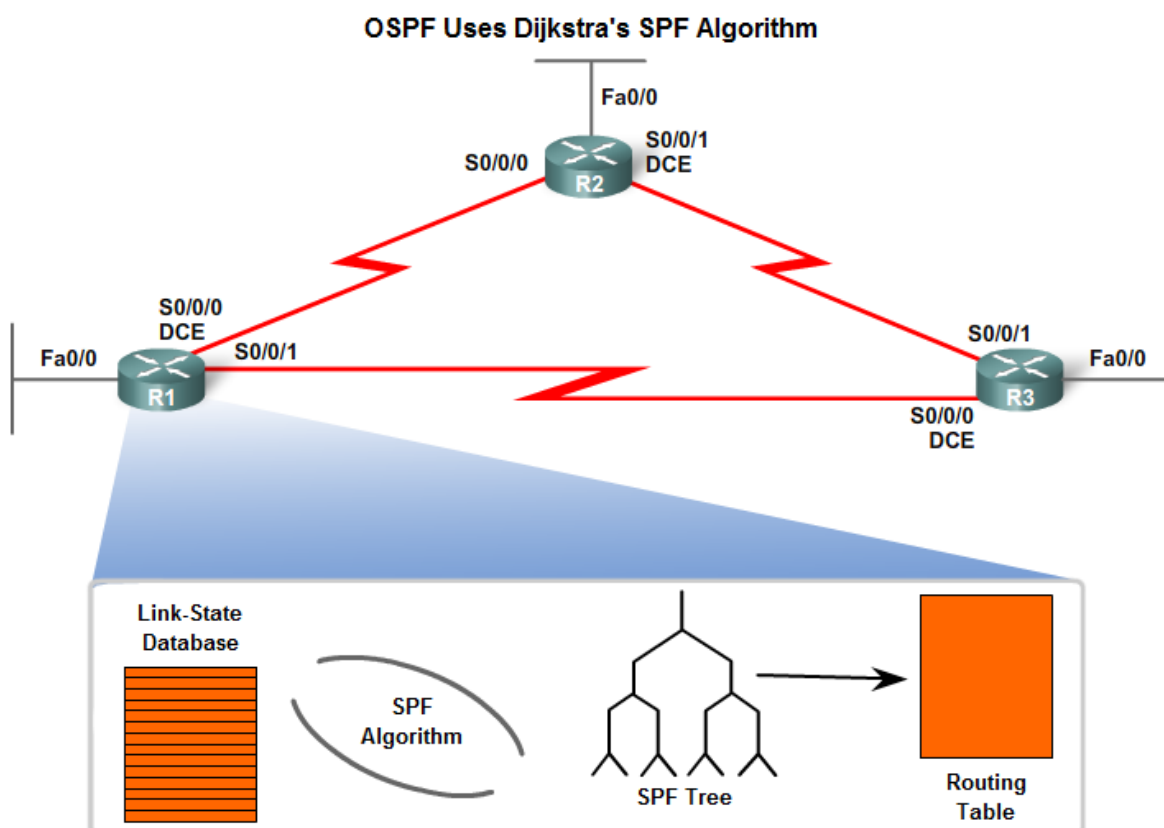 OSPF Uses Dijkstra's SPF Algorithm
Fa0/0
S0/0/1
DCE
S0/0/0
R2
S0/0/0
DCE
S0/0/1
Fa0/0
R1
S0/0/1
Fa0/0
R3
S0/0/0
DCE
Link-State
Database
SPF
Algorithm
SPF Tree
Routing
Table